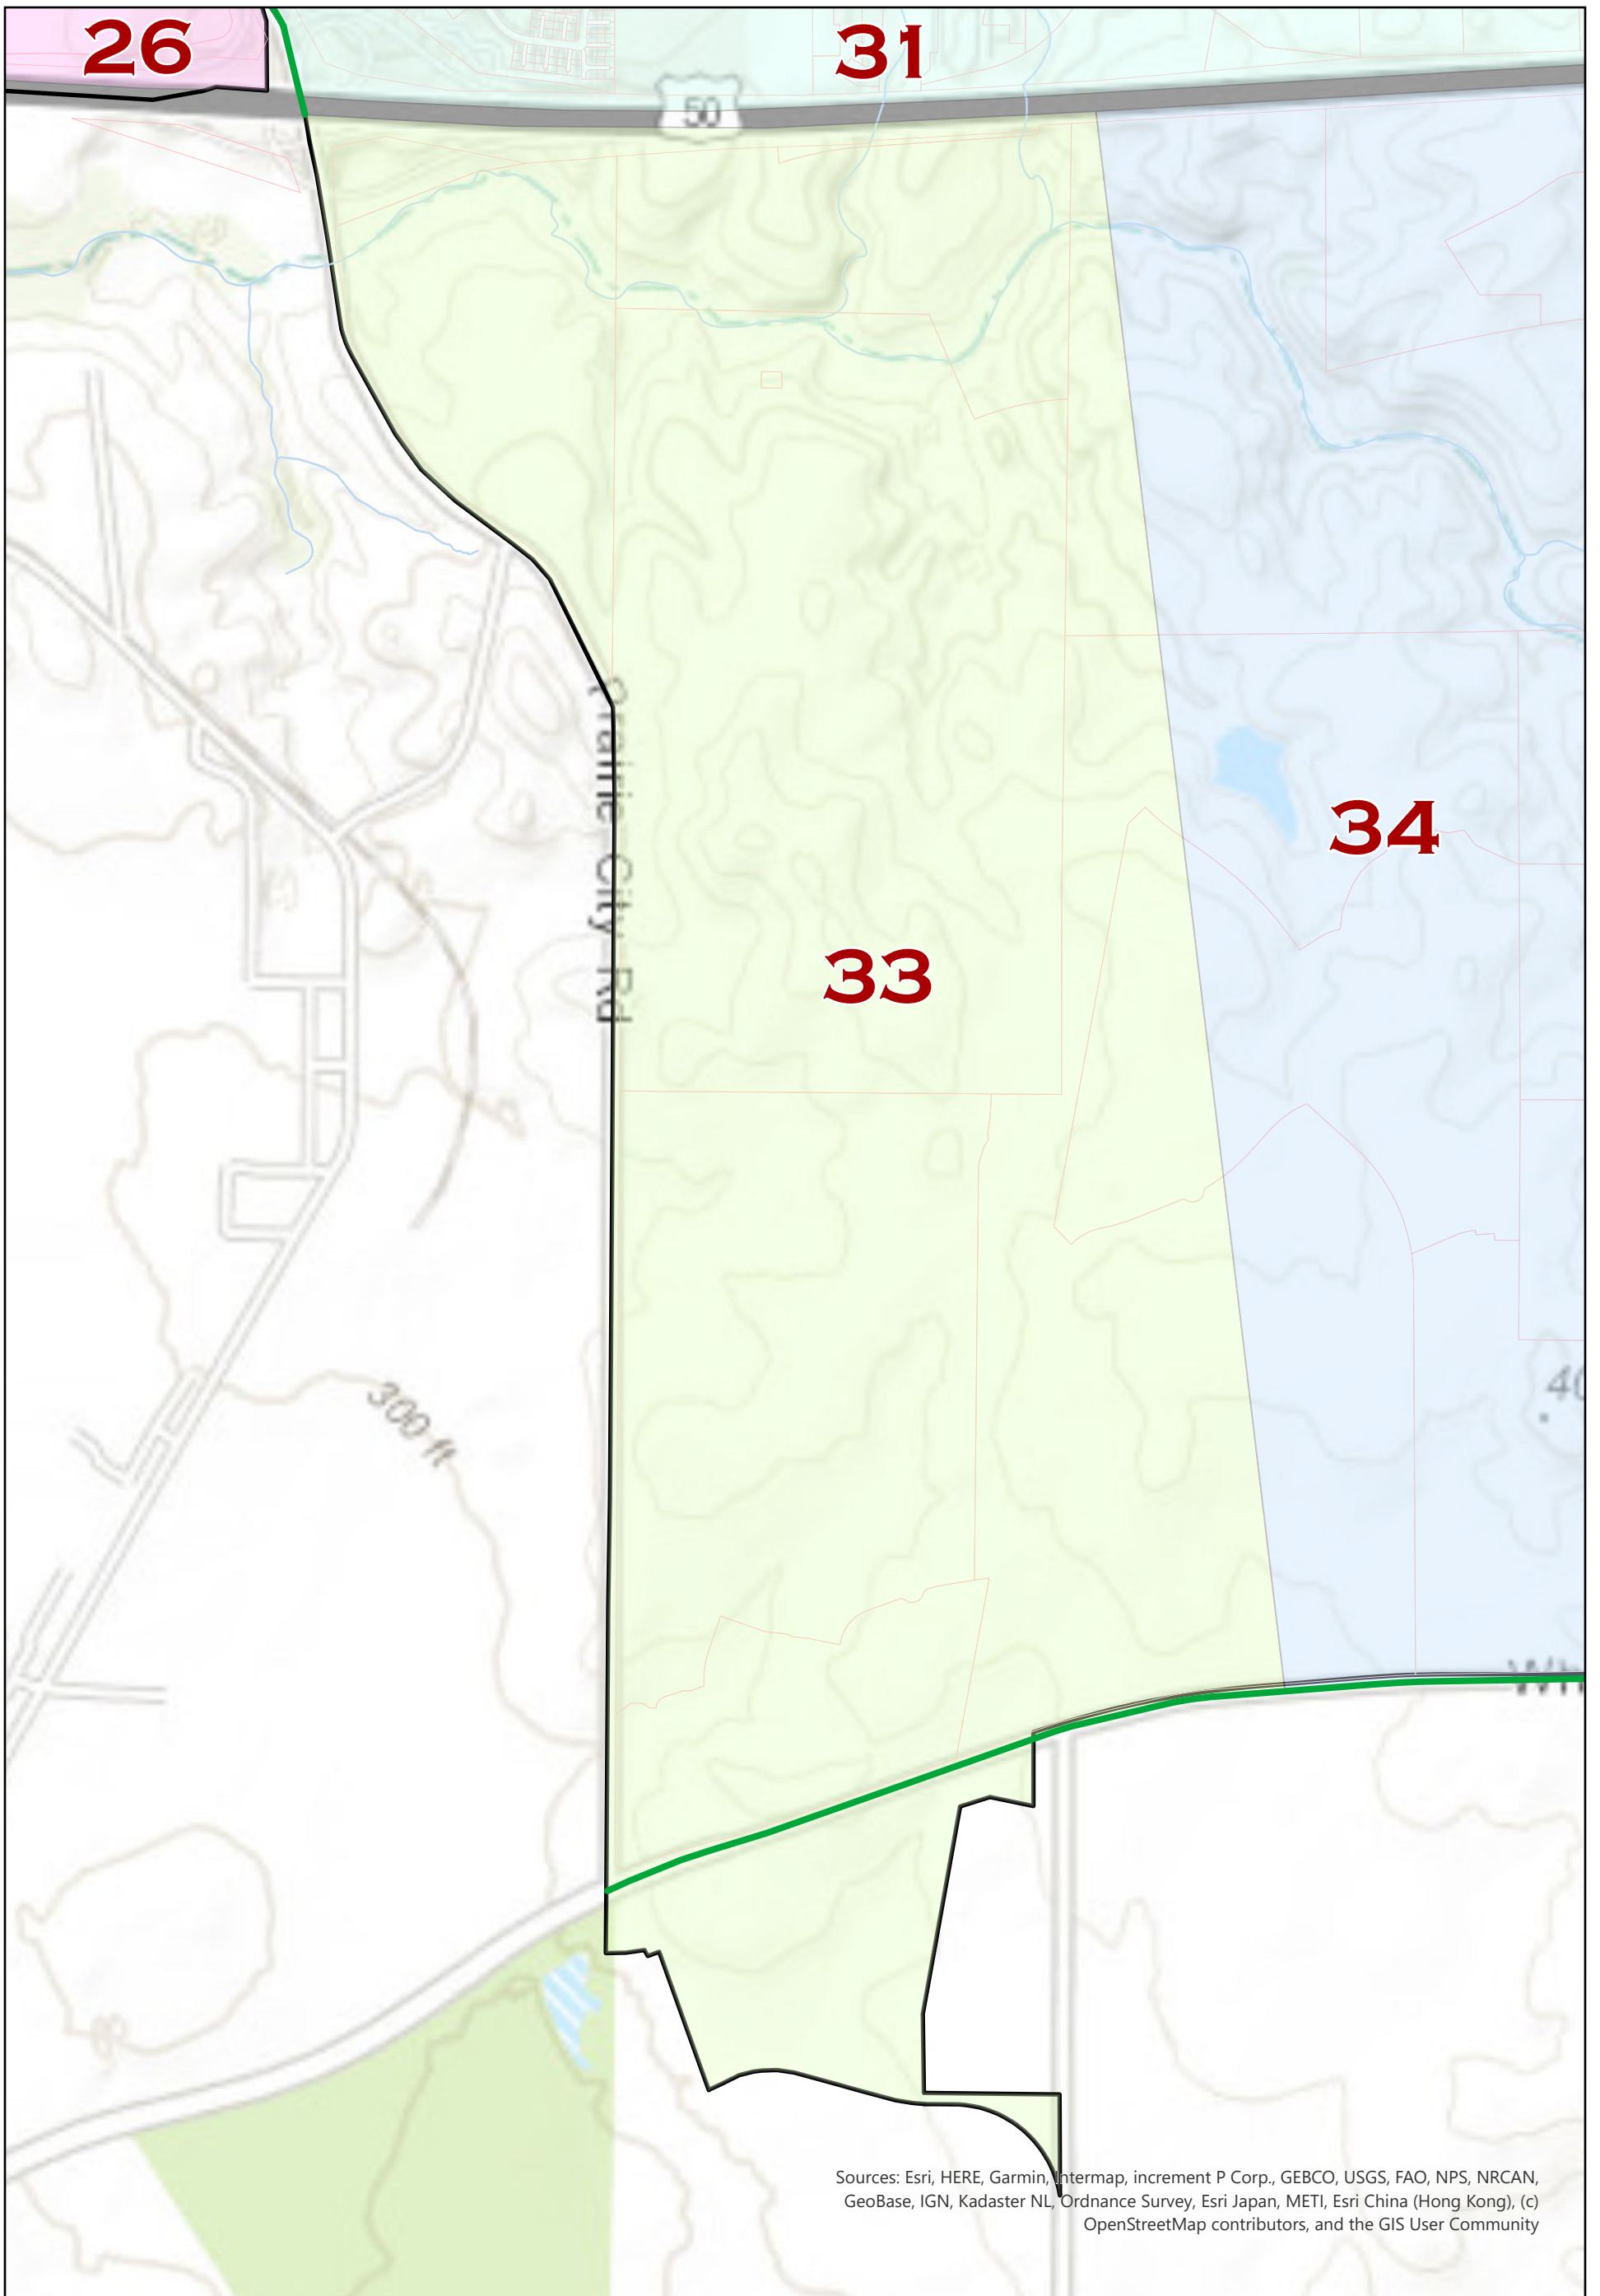 26
31
50
Prairie City Rd
34
33
300 ft
40
Wh
Sources: Esri, HERE, Garmin, Intermap, increment P Corp., GEBCO, USGS, FAO, NPS, NRCAN,
GeoBase, IGN, Kadaster NL, Ordnance Survey, Esri Japan, METI, Esri China (Hong Kong), (c)
OpenStreetMap contributors, and the GIS User Community